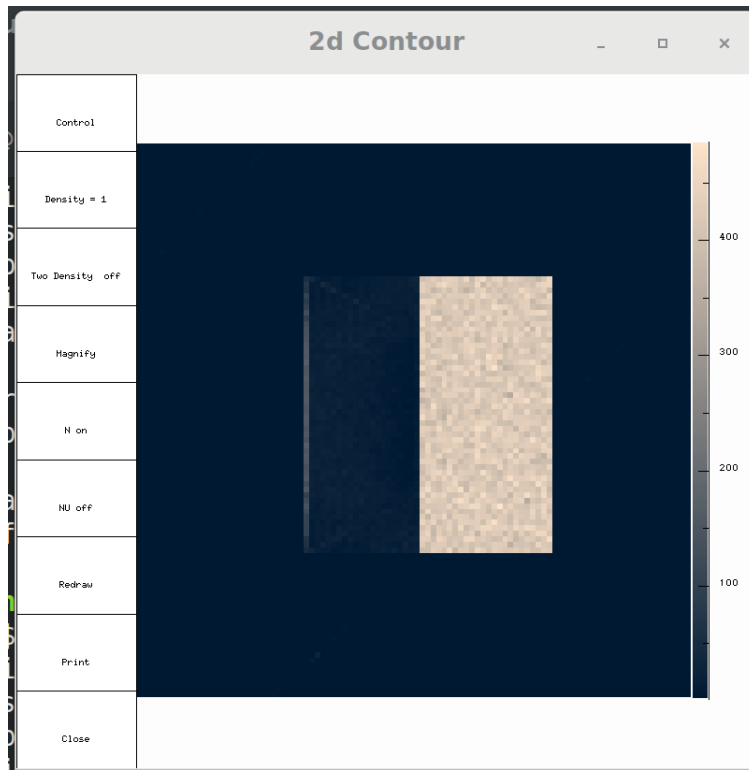 2d Contour
Control
Density = 1
Two Density off
Magnify
N on
NU off
Redraw
Print
Close
400
300
200
100